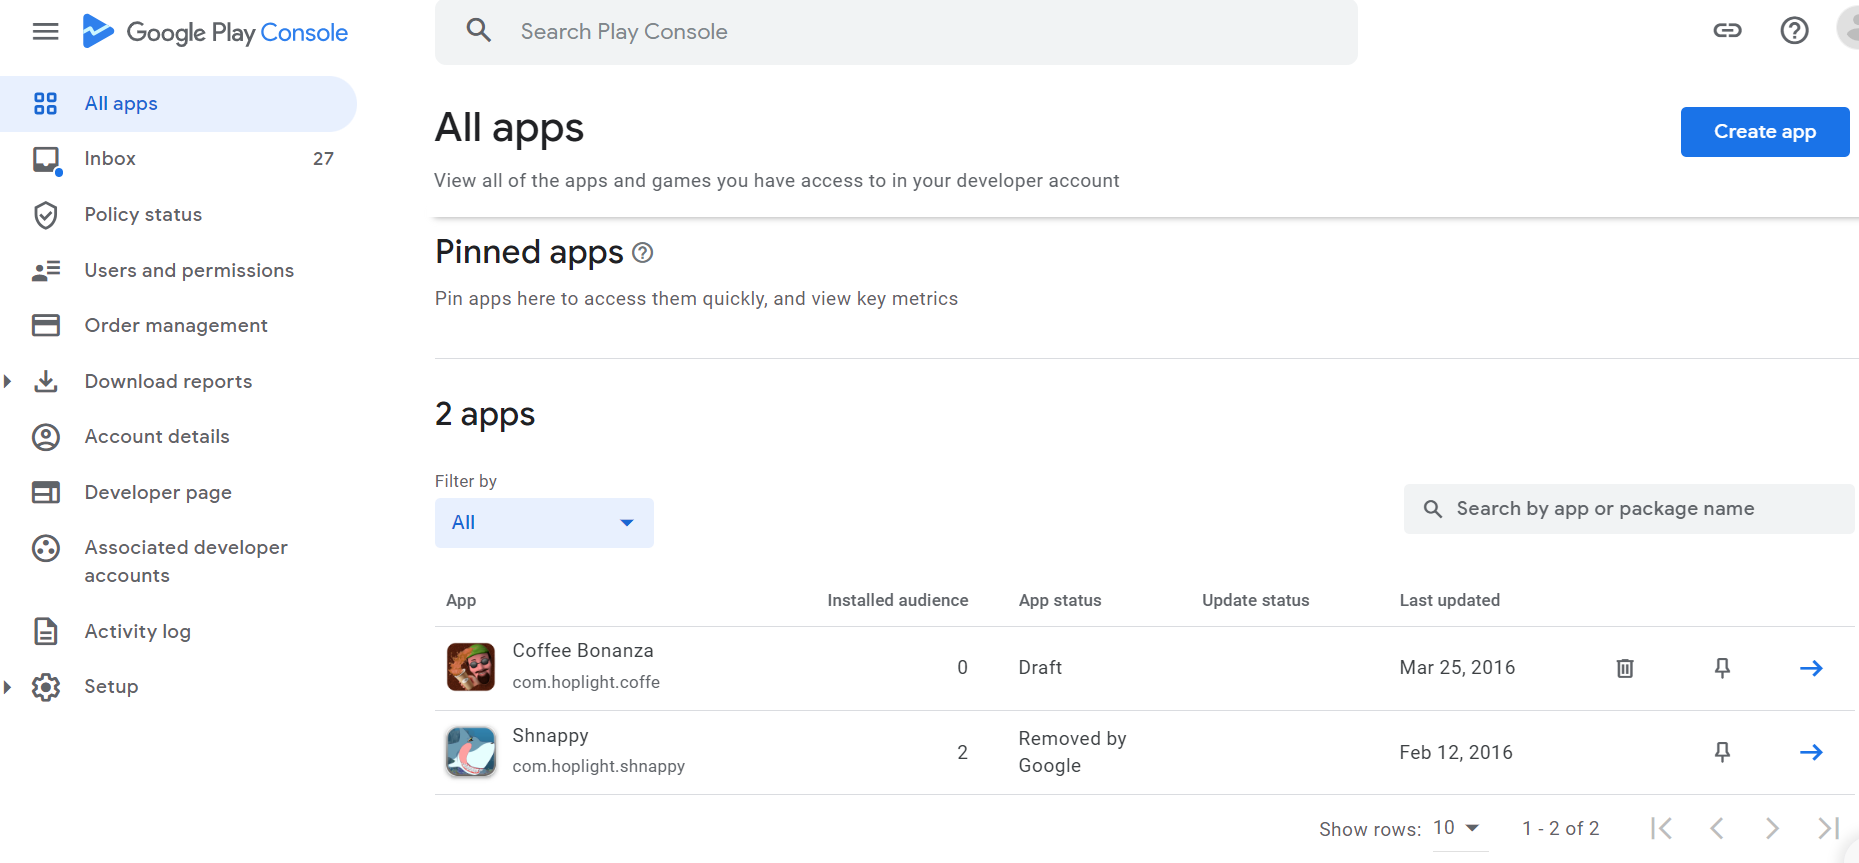 Google Play Console
Search Play Console
All apps
Inbox 27
Policy status
Users and permissions
Order management
Download reports
Account details
Developer page
Associated developer
accounts
Activity log
Setup
All apps
Create app
View all of the apps and games you have access to in your developer account
Pinned apps
Pin apps here to access them quickly, and view key metrics
2 apps
Filter by
All
Search by app or package name
App Installed audience App status Update status Last updated
Coffee Bonanza
com.hoplight.coffe
0 Draft Mar 25, 2016
Shnappy
com.hoplight.shnappy
2 Removed by
Google
Feb 12, 2016
Show rows: 10 1 - 2 of 2